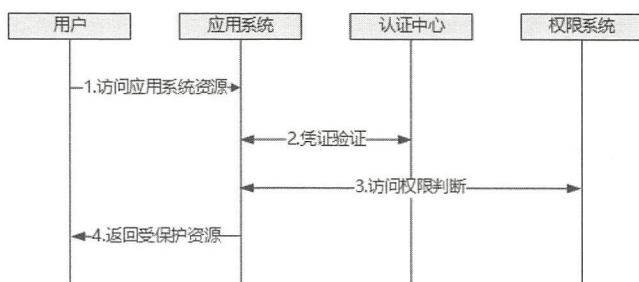 用户
应用系统
认证中心
权限系统
1.访问应用系统资源
2.凭证验证
3.访问权限判断
4.返回受保护资源